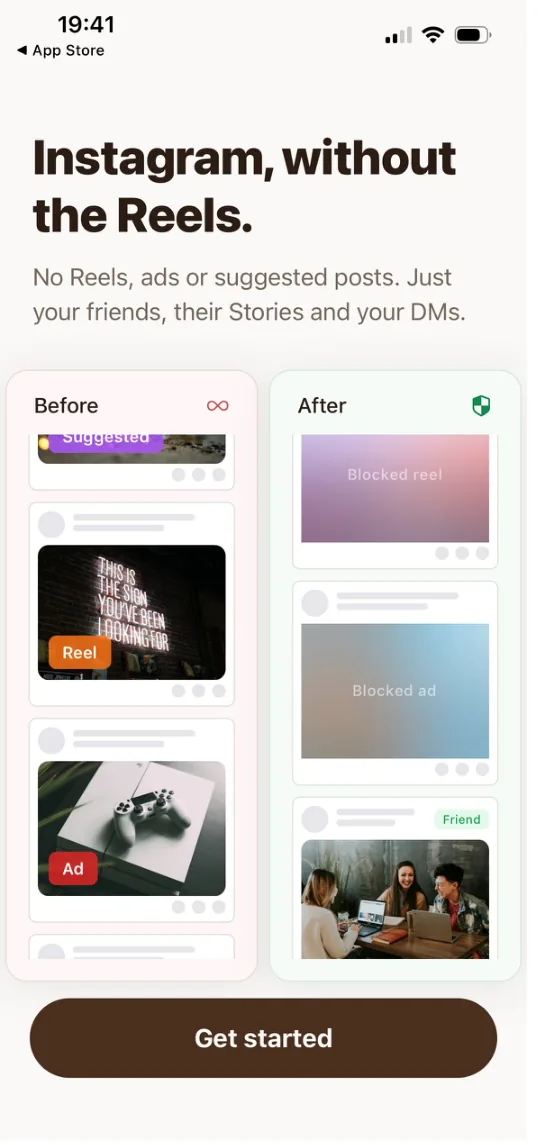 19:41
◀ App Store
Instagram, without
the Reels.
No Reels, ads or suggested posts. Just
your friends, their Stories and your DMs.
Before
After
Suggested
Blocked reel
THIS IS
THE SIGN
YOU'VE BEEN
LOOKING FOR
Reel
Blocked ad
Ad
Friend
Get started